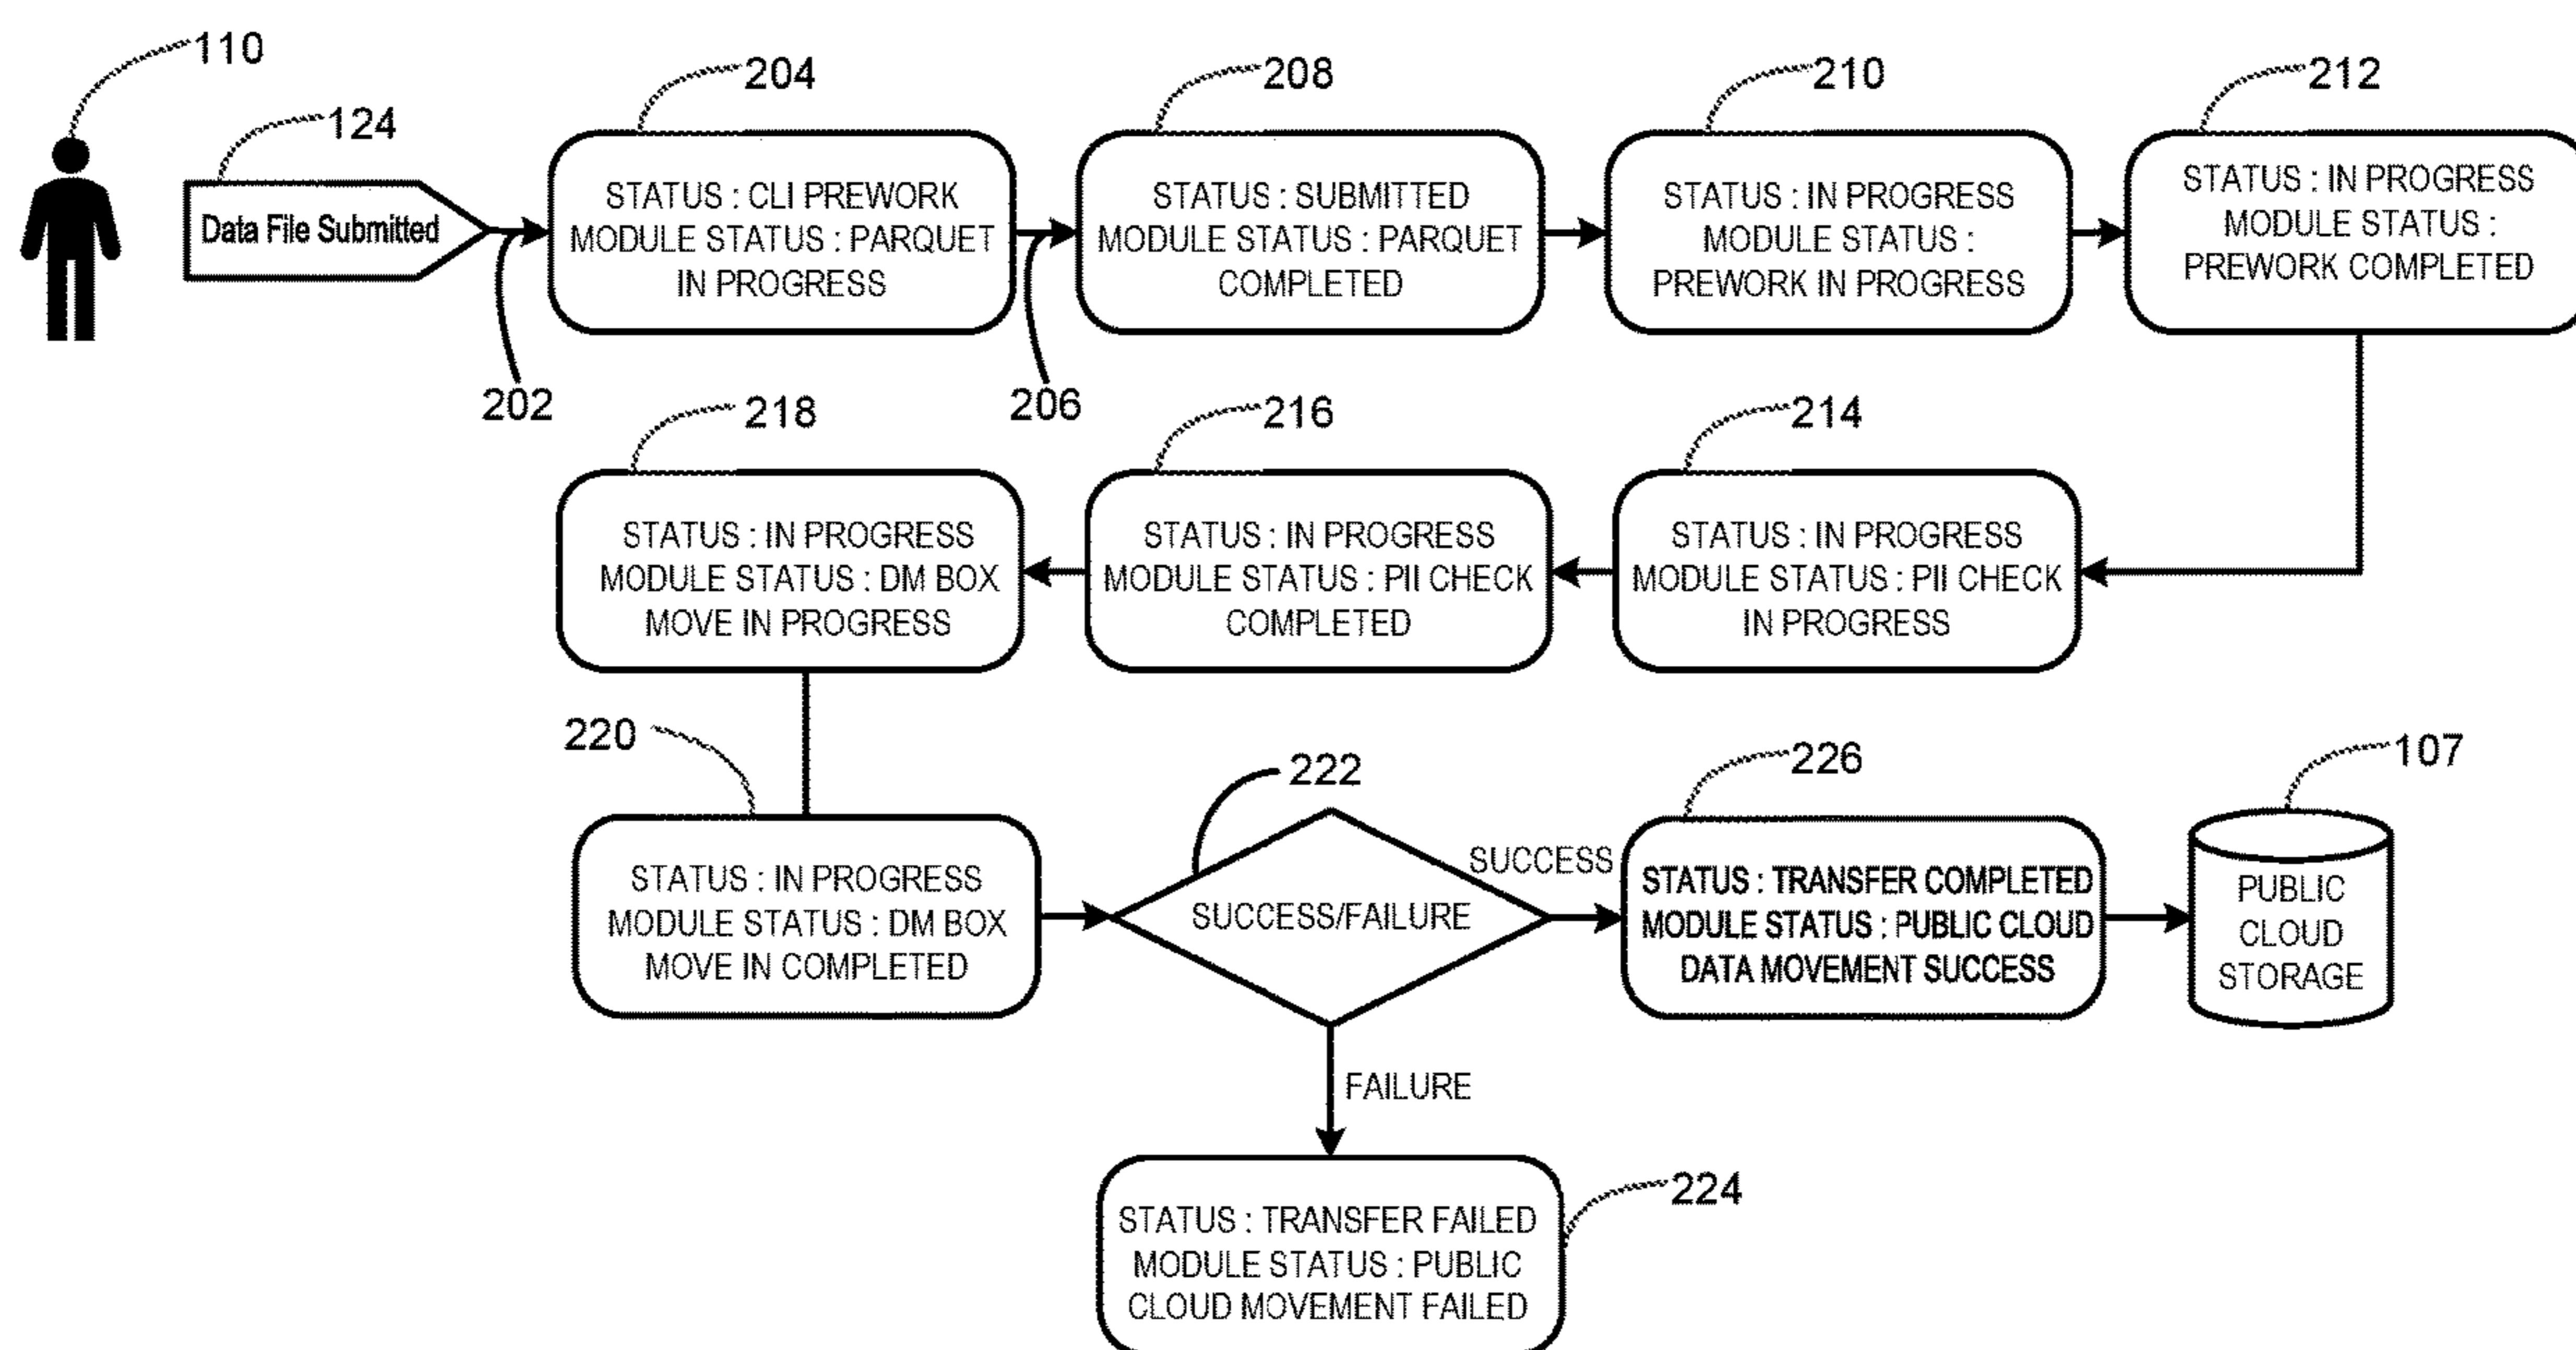 110
124
Data File Submitted
202
204
STATUS : CLI PREWORK
MODULE STATUS : PARQUET
IN PROGRESS
206
208
STATUS : SUBMITTED
MODULE STATUS : PARQUET
COMPLETED
210
STATUS : IN PROGRESS
MODULE STATUS :
PREWORK IN PROGRESS
212
STATUS : IN PROGRESS
MODULE STATUS :
PREWORK COMPLETED
214
STATUS : IN PROGRESS
MODULE STATUS : PII CHECK
IN PROGRESS
216
STATUS : IN PROGRESS
MODULE STATUS : PII CHECK
COMPLETED
218
STATUS : IN PROGRESS
MODULE STATUS : DM BOX
MOVE IN PROGRESS
220
STATUS : IN PROGRESS
MODULE STATUS : DM BOX
MOVE IN COMPLETED
222
SUCCESS/FAILURE
SUCCESS
226
STATUS : TRANSFER COMPLETED
MODULE STATUS : PUBLIC CLOUD
DATA MOVEMENT SUCCESS
107
PUBLIC
CLOUD
STORAGE
FAILURE
224
STATUS : TRANSFER FAILED
MODULE STATUS : PUBLIC
CLOUD MOVEMENT FAILED